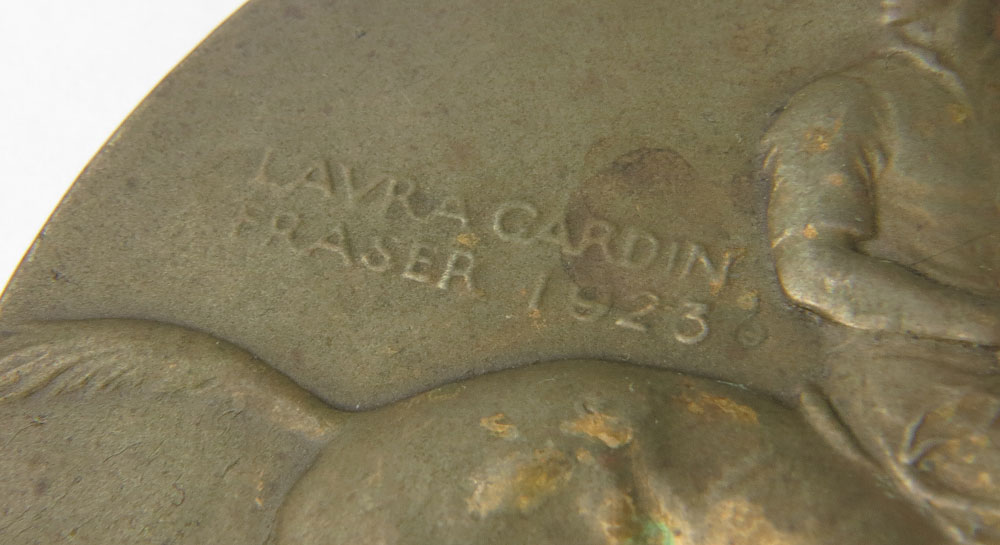 LAVRA GARDIN
FRASER 1923